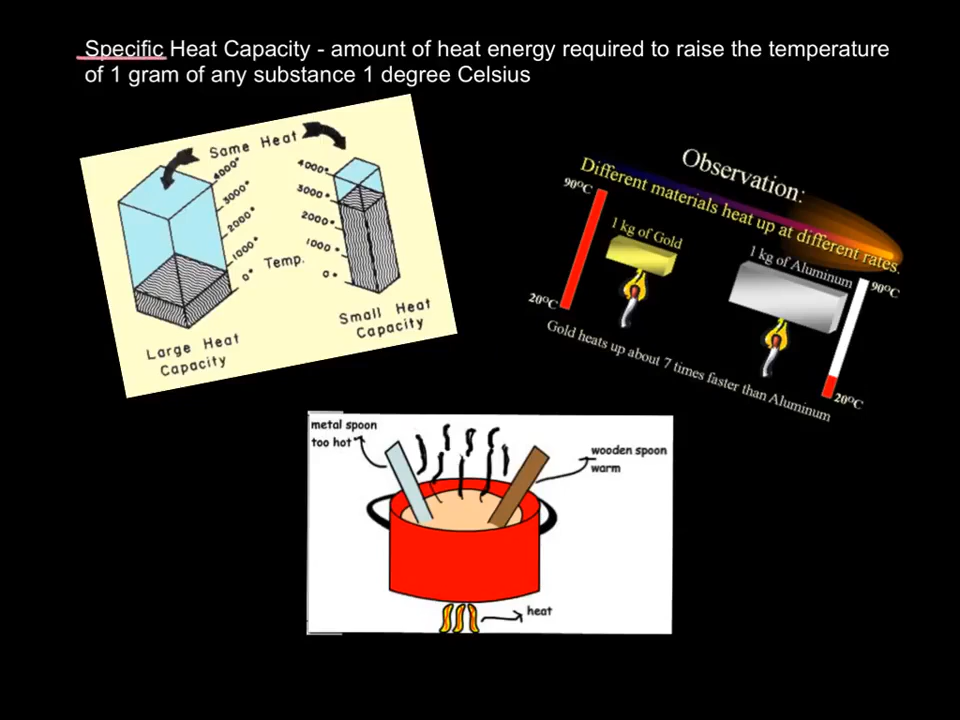 Specific Heat Capacity - amount of heat energy required to raise the temperature
of 1 gram of any substance 1 degree Celsius
Same Heat
4000°
3000°
2000°
1000°
0°
Temp.
4000°
3000°
2000°
1000°
0°
Large Heat
Capacity
Small Heat
Capacity
Observation:
Different materials heat up at different rates.
90°C
20°C
1 kg of Gold
1 kg of Aluminum
90°C
20°C
Gold heats up about 7 times faster than Aluminum
metal spoon
too hot
wooden spoon
warm
heat